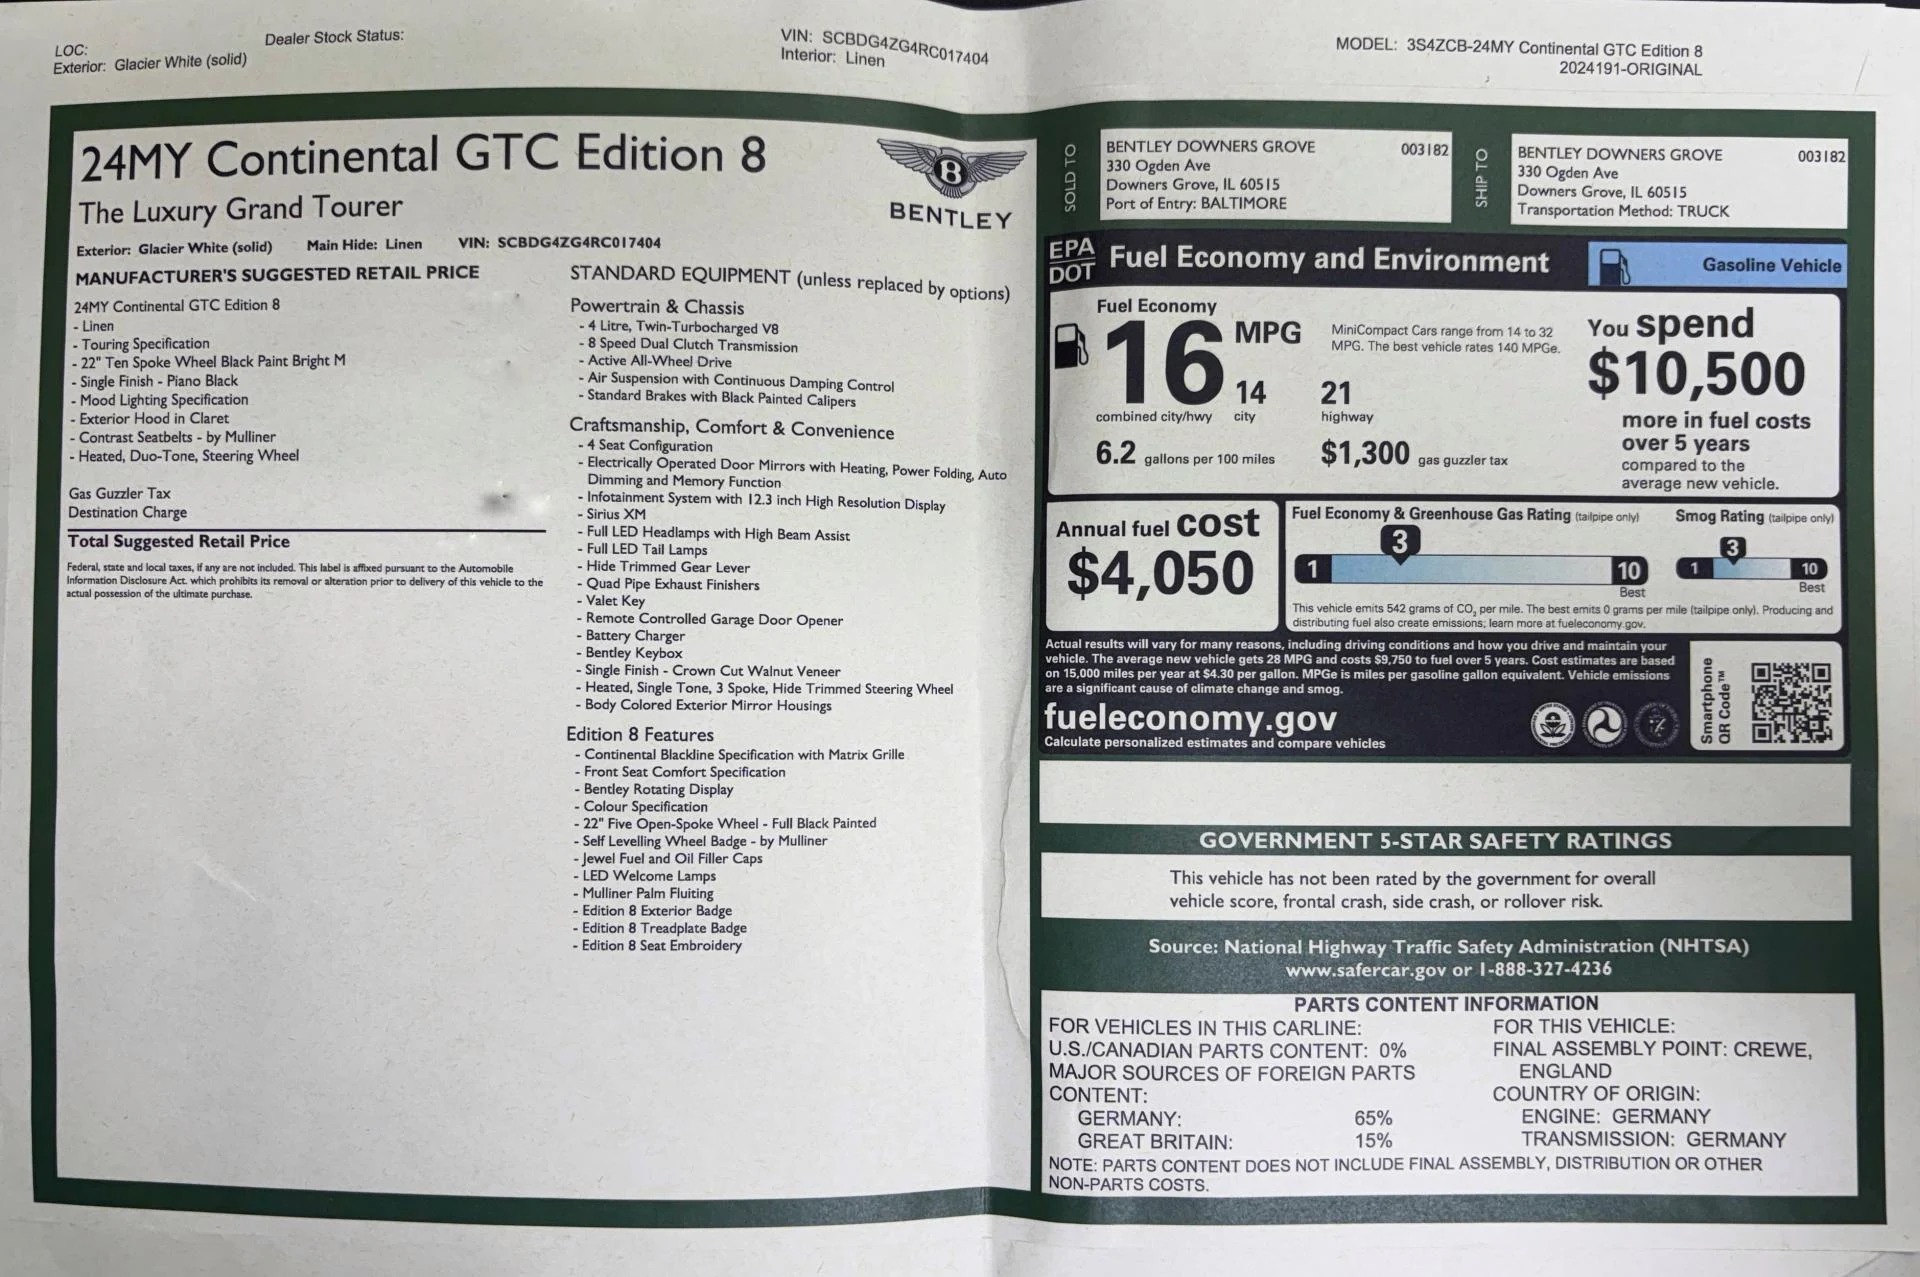 LOC:
Dealer Stock Status:
Exterior: Glacier White (solid)
VIN: SCBDG4ZG4RC017404
Interior: Linen
MODEL: 3S4ZCB-24MY Continental GTC Edition 8
2024191-ORIGINAL
24MY Continental GTC Edition 8
The Luxury Grand Tourer
B
BENTLEY
Exterior: Glacier White (solid) Main Hide: Linen VIN: SCBDG4ZG4RC017404
MANUFACTURER'S SUGGESTED RETAIL PRICE
24MY Continental GTC Edition 8
- Linen
- Touring Specification
- 22" Ten Spoke Wheel Black Paint Bright M
- Single Finish - Piano Black
- Mood Lighting Specification
- Exterior Hood in Claret
- Contrast Seatbelts - by Mulliner
- Heated, Duo-Tone, Steering Wheel
Gas Guzzler Tax
Destination Charge
Total Suggested Retail Price
Federal, state and local taxes, if any are not included. This label is affixed pursuant to the Automobile
Information Disclosure Act. which prohibits its removal or alteration prior to delivery of this vehicle to the
actual possession of the ultimate purchase.
STANDARD EQUIPMENT (unless replaced by options)
Powertrain & Chassis
- 4 Litre, Twin-Turbocharged V8
- 8 Speed Dual Clutch Transmission
- Active All-Wheel Drive
- Air Suspension with Continuous Damping Control
- Standard Brakes with Black Painted Calipers
Craftsmanship, Comfort & Convenience
- 4 Seat Configuration
- Electrically Operated Door Mirrors with Heating, Power Folding, Auto
Dimming and Memory Function
- Infotainment System with 12.3 inch High Resolution Display
- Sirius XM
- Full LED Headlamps with High Beam Assist
- Full LED Tail Lamps
- Hide Trimmed Gear Lever
- Quad Pipe Exhaust Finishers
- Valet Key
- Remote Controlled Garage Door Opener
- Battery Charger
- Bentley Keybox
- Single Finish - Crown Cut Walnut Veneer
- Heated, Single Tone, 3 Spoke, Hide Trimmed Steering Wheel
- Body Colored Exterior Mirror Housings
Edition 8 Features
- Continental Blackline Specification with Matrix Grille
- Front Seat Comfort Specification
- Bentley Rotating Display
- Colour Specification
- 22" Five Open-Spoke Wheel - Full Black Painted
- Self Levelling Wheel Badge - by Mulliner
- Jewel Fuel and Oil Filler Caps
- LED Welcome Lamps
- Mulliner Palm Fluiting
- Edition 8 Exterior Badge
- Edition 8 Treadplate Badge
- Edition 8 Seat Embroidery
SOLD TO
BENTLEY DOWNERS GROVE 003182
330 Ogden Ave
Downers Grove, IL 60515
Port of Entry: BALTIMORE
SHIP TO
BENTLEY DOWNERS GROVE 003182
330 Ogden Ave
Downers Grove, IL 60515
Transportation Method: TRUCK
EPA
DOT
Fuel Economy and Environment
Gasoline Vehicle
Fuel Economy
16 MPG
combined city/hwy
14
city
21
highway
MiniCompact Cars range from 14 to 32
MPG. The best vehicle rates 140 MPGe.
6.2 gallons per 100 miles
$1,300 gas guzzler tax
You spend
$10,500
more in fuel costs
over 5 years
compared to the
average new vehicle.
Annual fuel cost
$4,050
Fuel Economy & Greenhouse Gas Rating (tailpipe only)
3
1
10
Best
Smog Rating (tailpipe only)
3
1
10
Best
This vehicle emits 542 grams of CO2 per mile. The best emits 0 grams per mile (tailpipe only). Producing and
distributing fuel also create emissions; learn more at fueleconomy.gov.
Actual results will vary for many reasons, including driving conditions and how you drive and maintain your
vehicle. The average new vehicle gets 28 MPG and costs $9,750 to fuel over 5 years. Cost estimates are based
on 15,000 miles per year at $4.30 per gallon. MPGe is miles per gasoline gallon equivalent. Vehicle emissions
are a significant cause of climate change and smog.
fueleconomy.gov
Calculate personalized estimates and compare vehicles
Smartphone
QR Code™
GOVERNMENT 5-STAR SAFETY RATINGS
This vehicle has not been rated by the government for overall
vehicle score, frontal crash, side crash, or rollover risk.
Source: National Highway Traffic Safety Administration (NHTSA)
www.safercar.gov or 1-888-327-4236
PARTS CONTENT INFORMATION
FOR VEHICLES IN THIS CARLINE:
U.S./CANADIAN PARTS CONTENT: 0%
MAJOR SOURCES OF FOREIGN PARTS
CONTENT:
GERMANY: 65%
GREAT BRITAIN: 15%
FOR THIS VEHICLE:
FINAL ASSEMBLY POINT: CREWE,
ENGLAND
COUNTRY OF ORIGIN:
ENGINE: GERMANY
TRANSMISSION: GERMANY
NOTE: PARTS CONTENT DOES NOT INCLUDE FINAL ASSEMBLY, DISTRIBUTION OR OTHER
NON-PARTS COSTS.